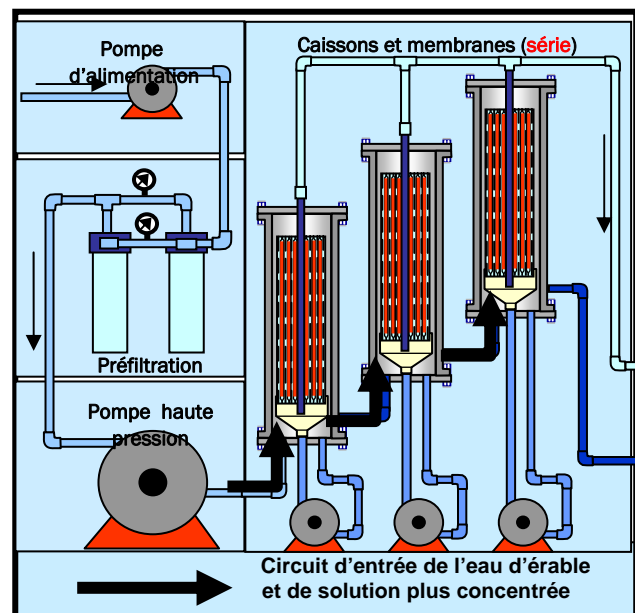 Pompe
d'alimentation
Caissons et membranes (série)
Préfiltration
Pompe haute
pression
Circuit d'entrée de l'eau d'érable
et de solution plus concentrée